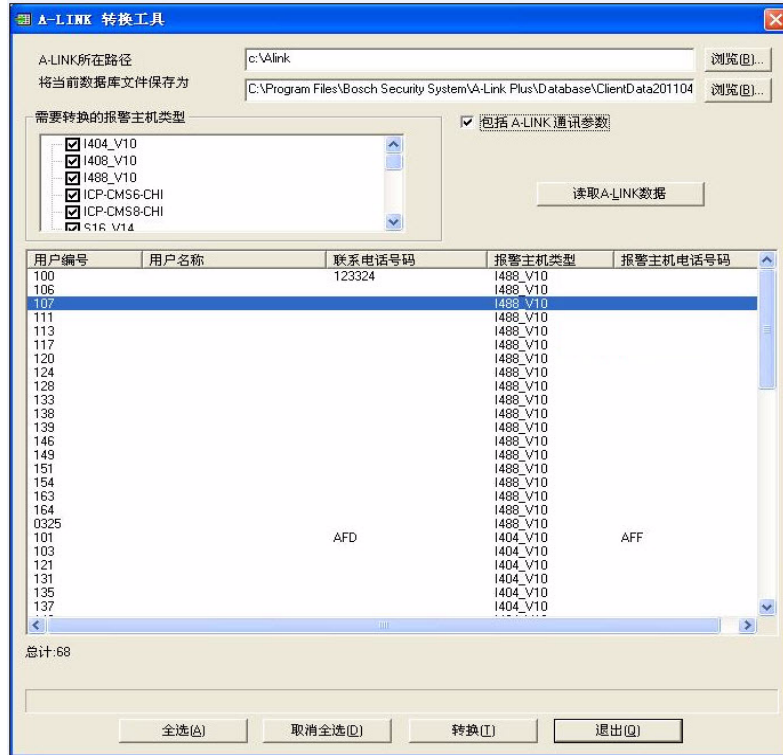 A-LINK 转换工具
A-LINK所在路径 c:\Alink 浏览(B)...
将当前数据库文件保存为 C:\Program Files\Bosch Security System\A-Link Plus\Database\ClientData201104 浏览(B)...
需要转换的报警主机类型
包括 A-LINK 通讯参数
I404_V10
I408_V10
I488_V10
ICP-CMS6-CHI
ICP-CMS8-CHI
S16_V14
读取A-LINK数据
用户编号 用户名称 联系电话号码 报警主机类型 报警主机电话号码
100 123324 I488_V10
106 I488_V10
107 I488_V10
111 I488_V10
113 I488_V10
117 I488_V10
120 I488_V10
124 I488_V10
128 I488_V10
133 I488_V10
138 I488_V10
139 I488_V10
146 I488_V10
149 I488_V10
151 I488_V10
154 I488_V10
163 I488_V10
164 I488_V10
0325 I488_V10
101 AFD I404_V10 AFF
103 I404_V10
121 I404_V10
131 I404_V10
135 I404_V10
137 I404_V10
总计:68
全选(A) 取消全选(D) 转换(T) 退出(Q)